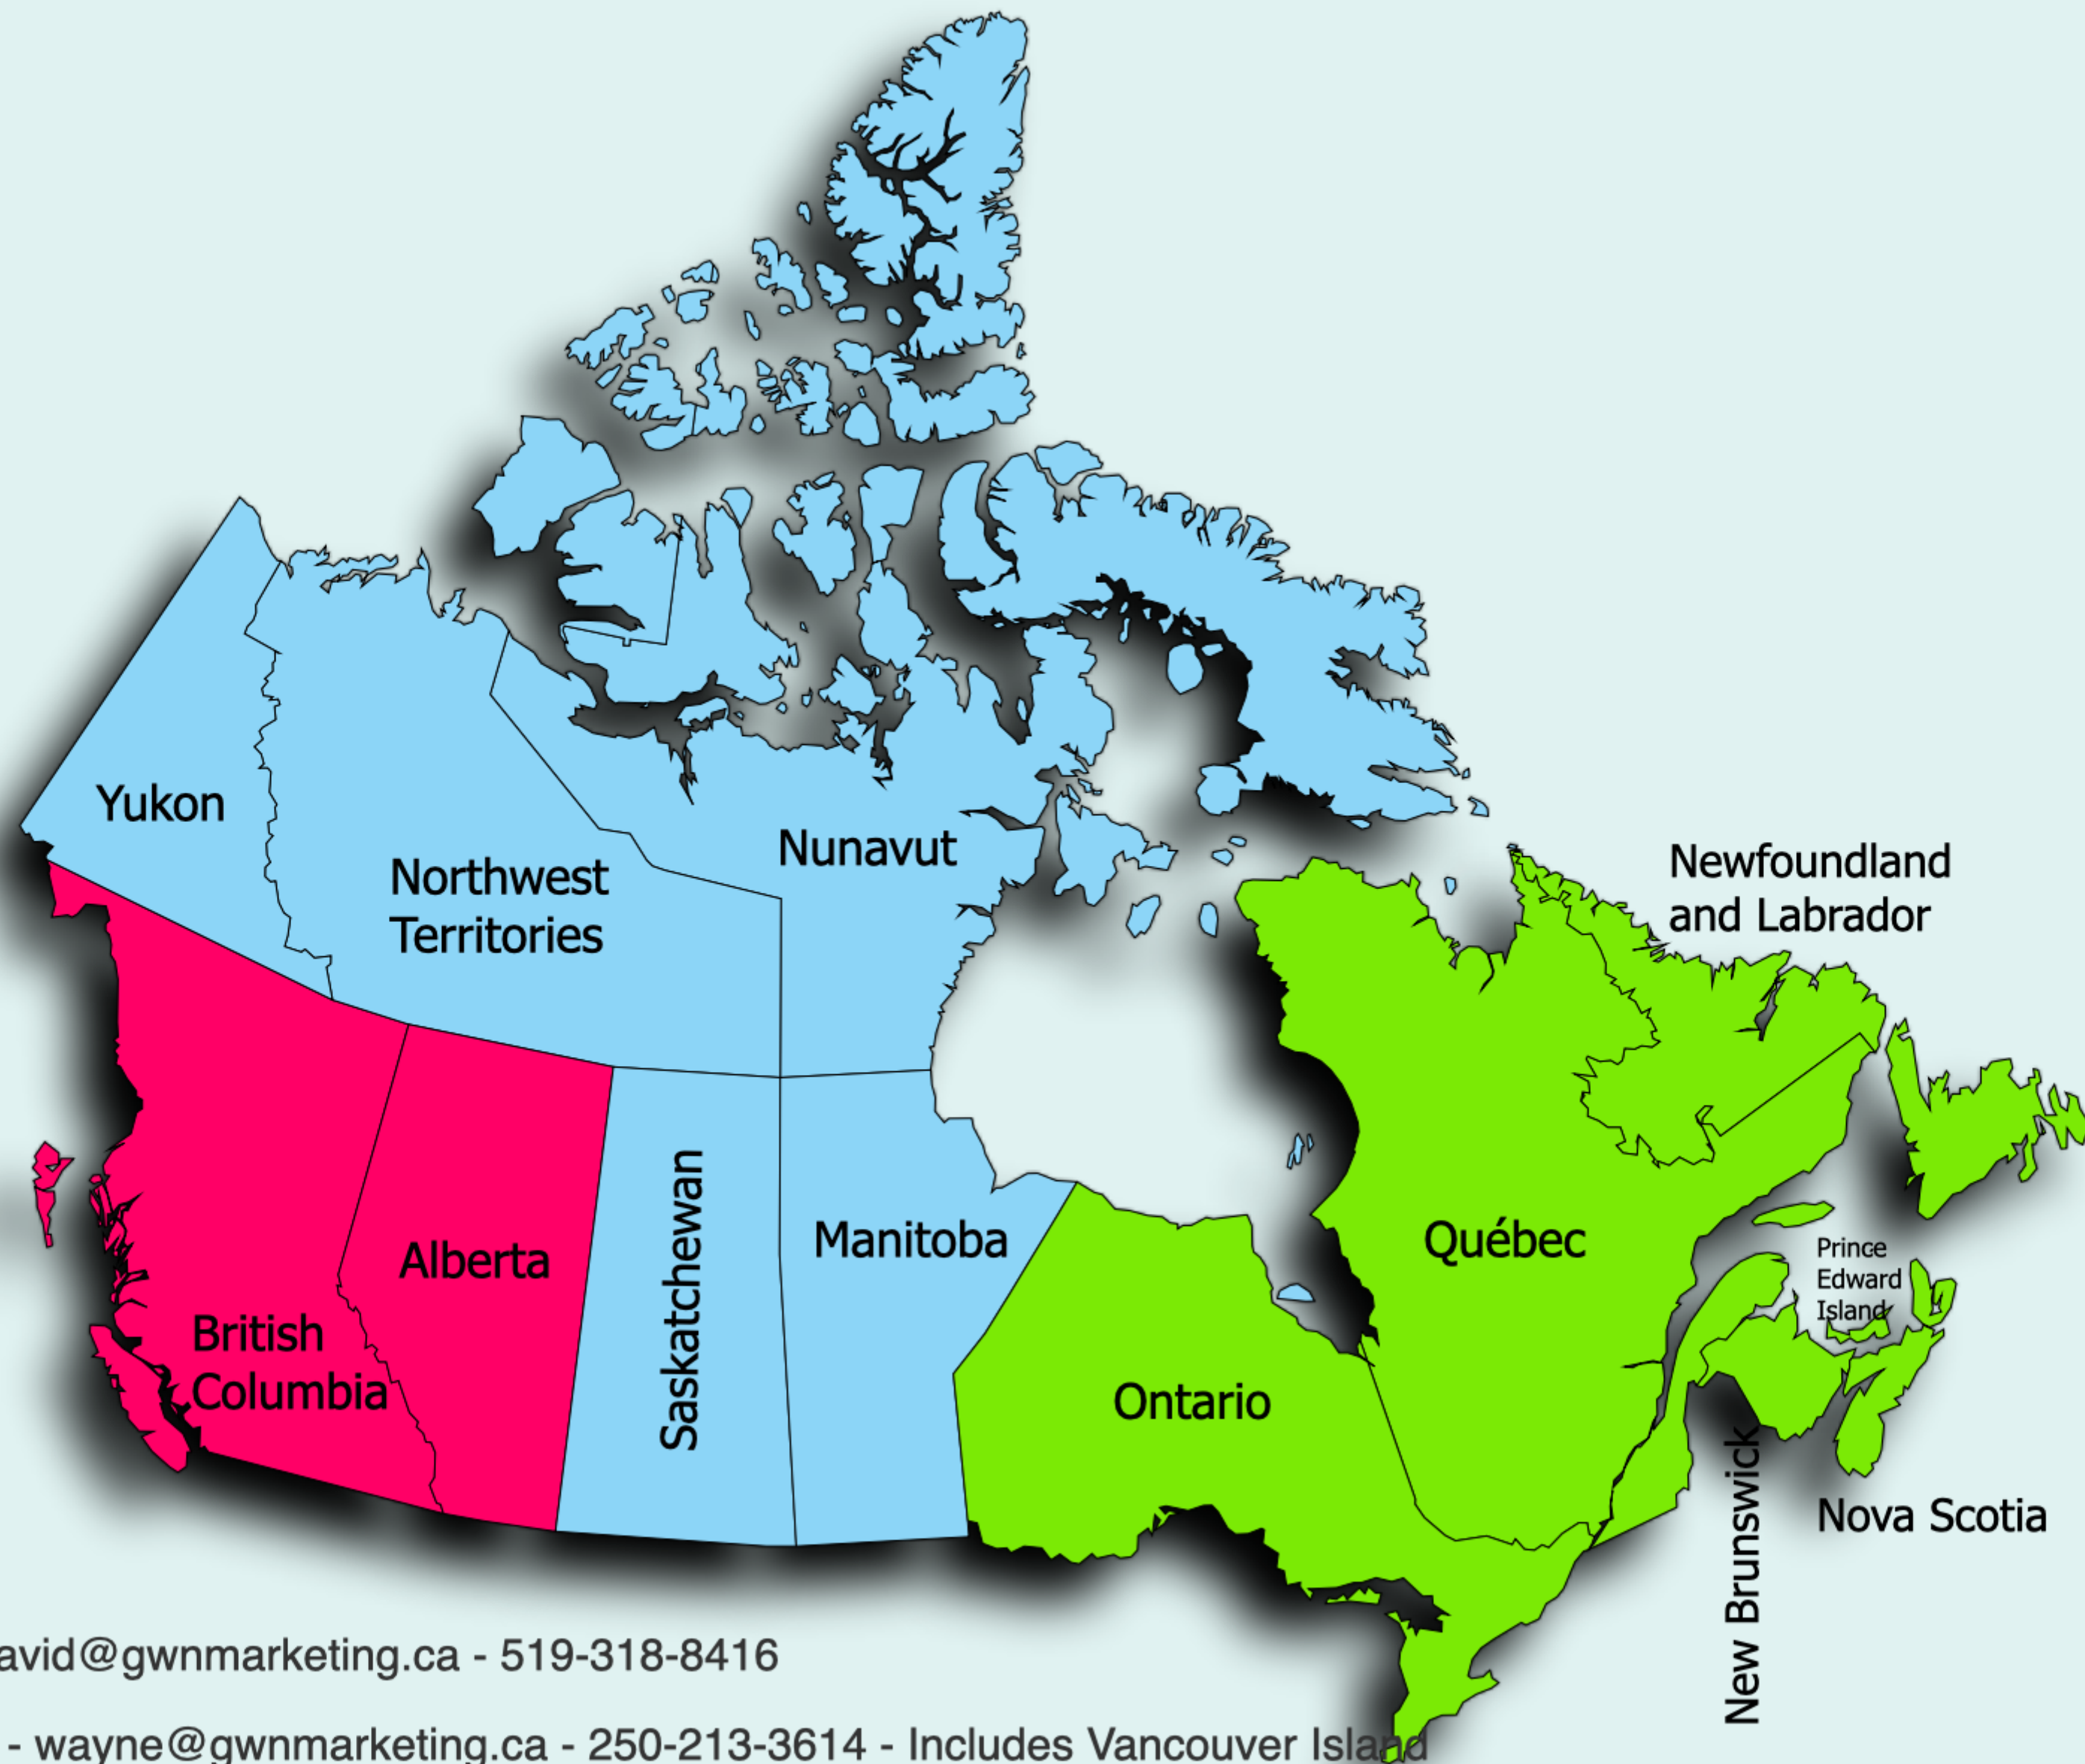 Yukon
Northwest
Territories
Nunavut
Newfoundland
and Labrador
British
Columbia
Alberta
Saskatchewan
Manitoba
Ontario
Québec
Prince
Edward
Island
New Brunswick
Nova Scotia
avid@gwnmarketing.ca - 519-318-8416
- wayne@gwnmarketing.ca - 250-213-3614 - Includes Vancouver Island